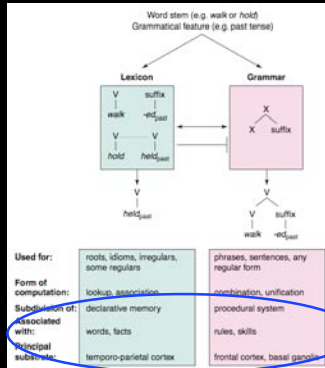 Word stem (e.g. walk or hold)
Grammatical feature (e.g. past tense)
Lexicon
Grammar
V suffix
walk -ed past
V V
hold held past
X
X suffix
V
held past
V
V suffix
walk -ed past
Used for: roots, idioms, irregulars, some regulars
phrases, sentences, any regular form
Form of computation: lookup, association
combination, unification
Subdivision of: declarative memory
procedural system
Associated with: words, facts
rules, skills
Principal substrate: temporo-parietal cortex
frontal cortex, basal ganglia